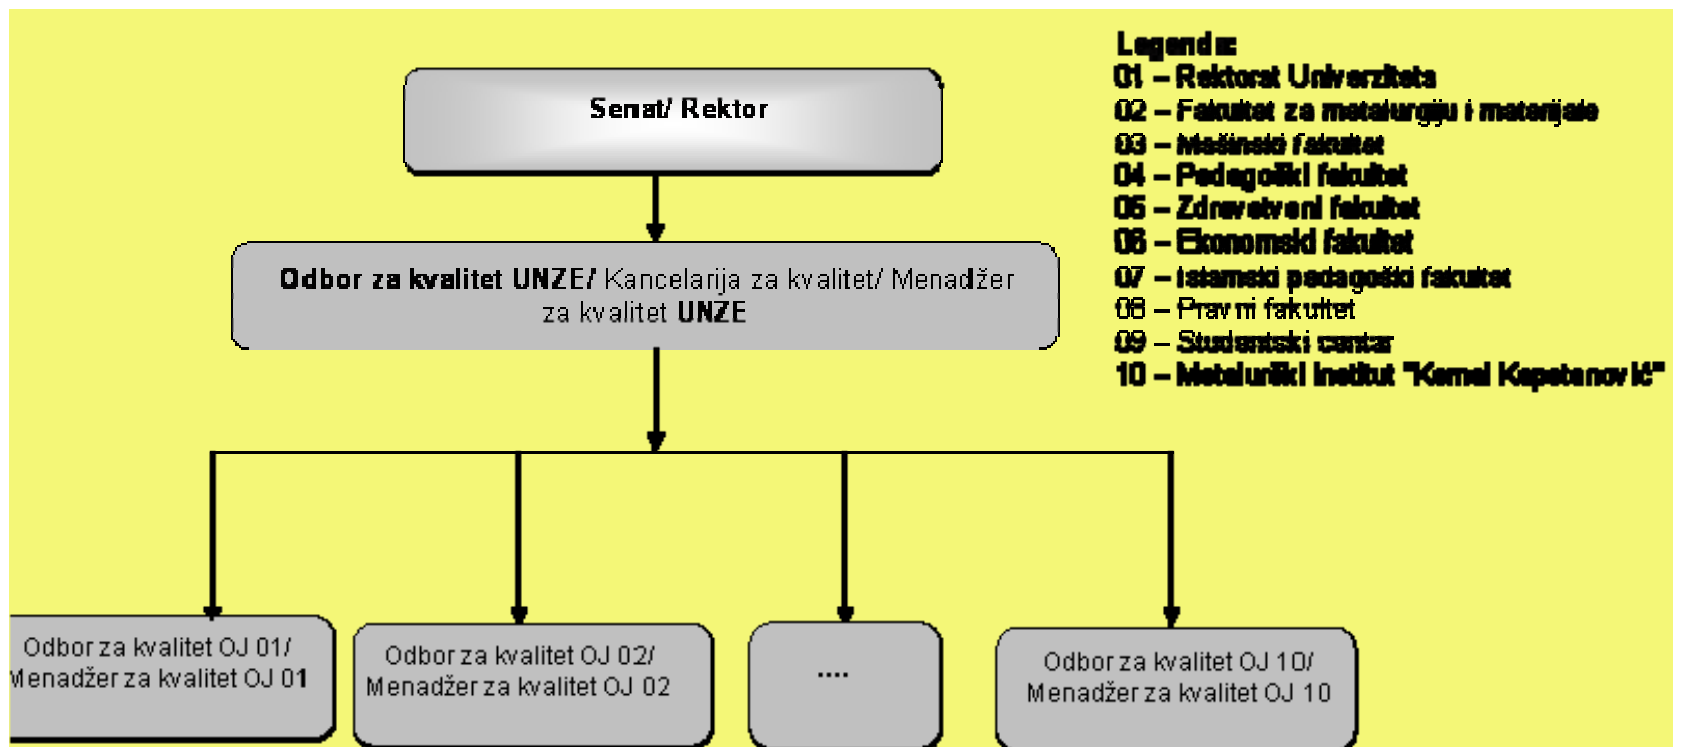 Senat/ Rektor
Odbor za kvalitet UNZE/ Kancelarija za kvalitet/ Menadžer
za kvalitet UNZE
Legenda:
01 – Rektorat Univerziteta
02 – Fakultet za metalurgiju i materijale
03 – Mašinski fakultet
04 – Pedagoški fakultet
05 – Zdravstveni fakultet
06 – Ekonomski fakultet
07 – Islamski pedagoški fakultet
08 – Pravni fakultet
09 – Studentski centar
10 – Metalurški institut "Kemal Kapetanović"
Odbor za kvalitet OJ 01/
Menadžer za kvalitet OJ 01
Odbor za kvalitet OJ 02/
Menadžer za kvalitet OJ 02
....
Odbor za kvalitet OJ 10/
Menadžer za kvalitet OJ 10